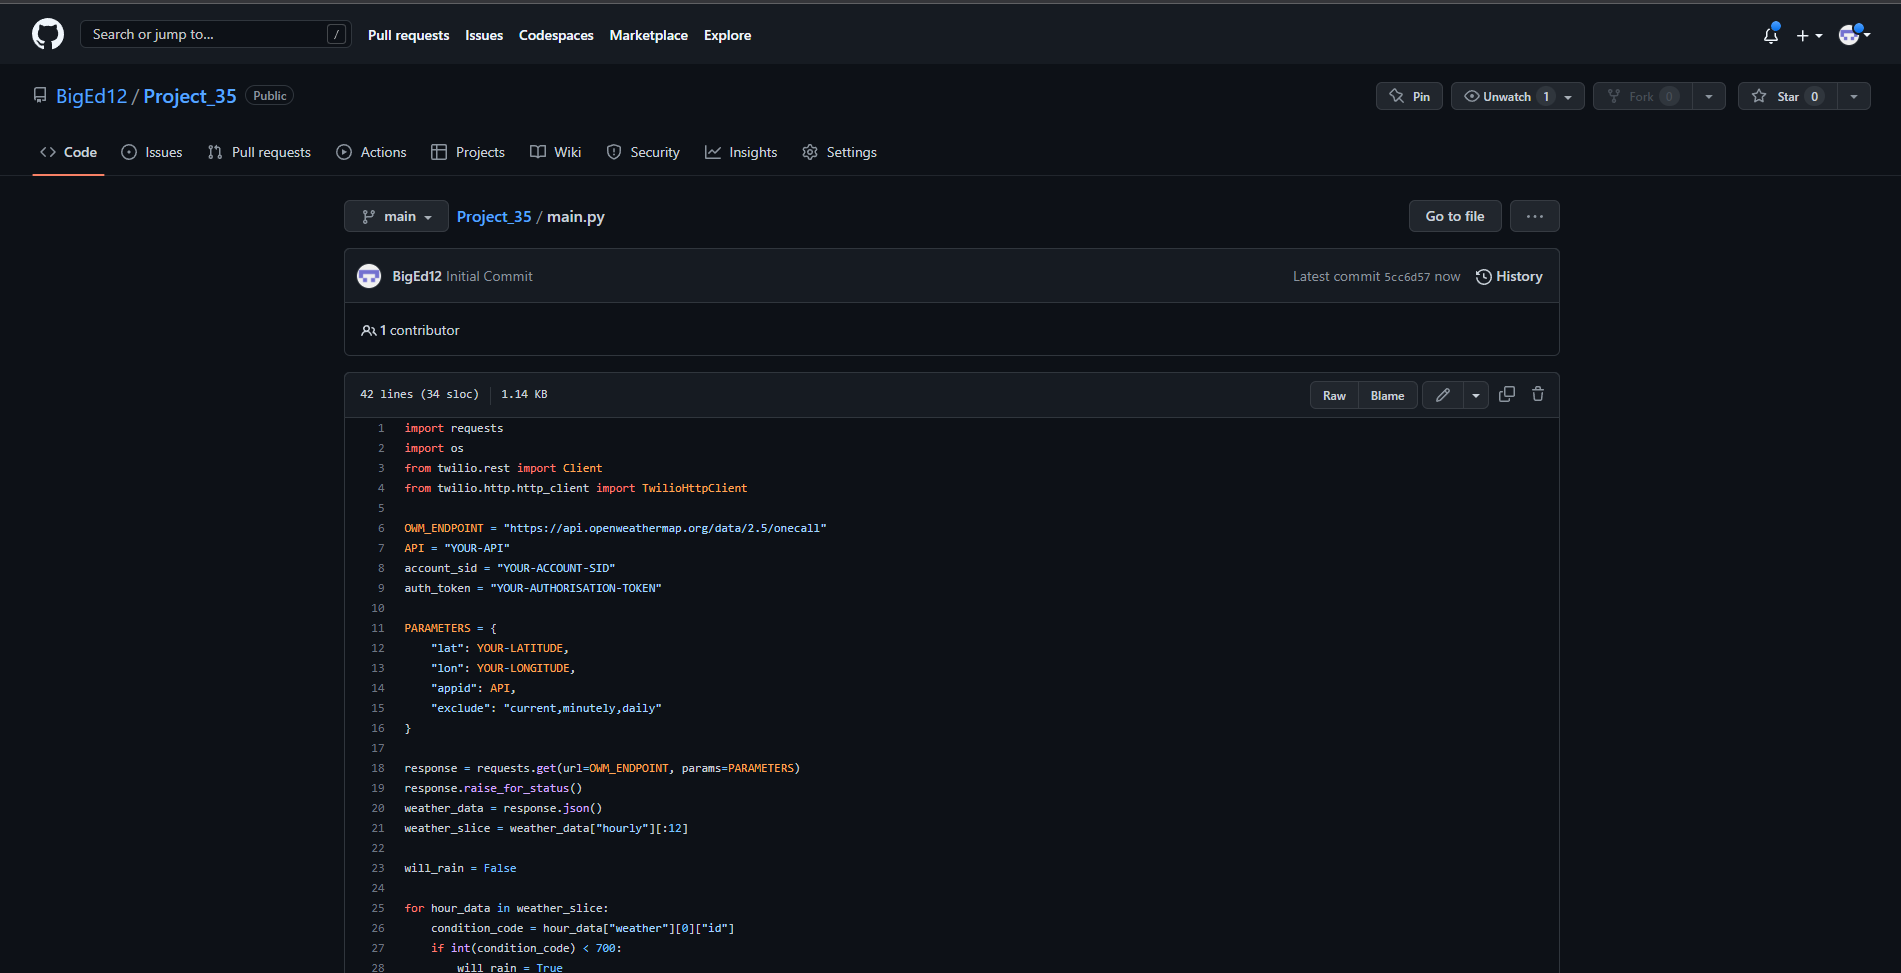 Search or jump to... /
Pull requests Issues Codespaces Marketplace Explore
BigEd12 / Project_35 Public
Pin Unwatch 1 Fork 0 Star 0
Code Issues Pull requests Actions Projects Wiki Security Insights Settings
main Project_35 / main.py Go to file ...
BigEd12 Initial Commit Latest commit 5cc6d57 now History
1 contributor
42 lines (34 sloc) 1.14 KB Raw Blame
1 import requests
2 import os
3 from twilio.rest import Client
4 from twilio.http.http_client import TwilioHttpClient
5
6 OWM_ENDPOINT = "https://api.openweathermap.org/data/2.5/onecall"
7 API = "YOUR-API"
8 account_sid = "YOUR-ACCOUNT-SID"
9 auth_token = "YOUR-AUTHORISATION-TOKEN"
10
11 PARAMETERS = {
12     "lat": YOUR-LATITUDE,
13     "lon": YOUR-LONGITUDE,
14     "appid": API,
15     "exclude": "current,minutely,daily"
16 }
17
18 response = requests.get(url=OWM_ENDPOINT, params=PARAMETERS)
19 response.raise_for_status()
20 weather_data = response.json()
21 weather_slice = weather_data["hourly"][:12]
22
23 will_rain = False
24
25 for hour_data in weather_slice:
26     condition_code = hour_data["weather"][0]["id"]
27     if int(condition_code) < 700:
28         will_rain = True